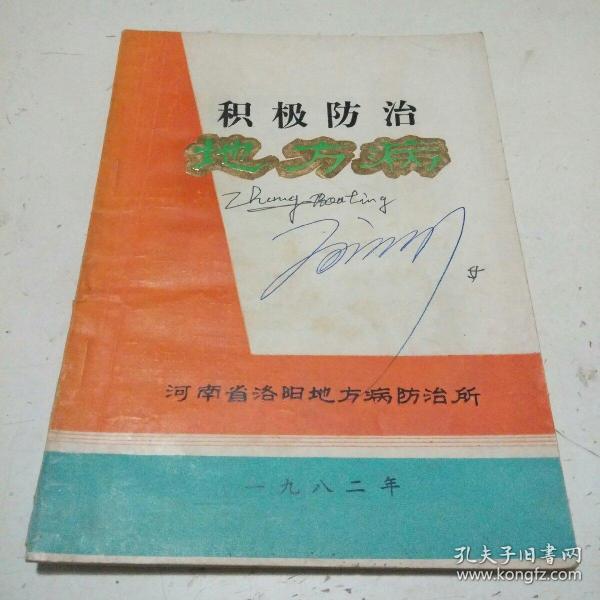 积极防治
地方病
Zheng Baoting
河南省洛阳地方病防治所
一九八二年
孔夫子旧书网
www.kongfz.com